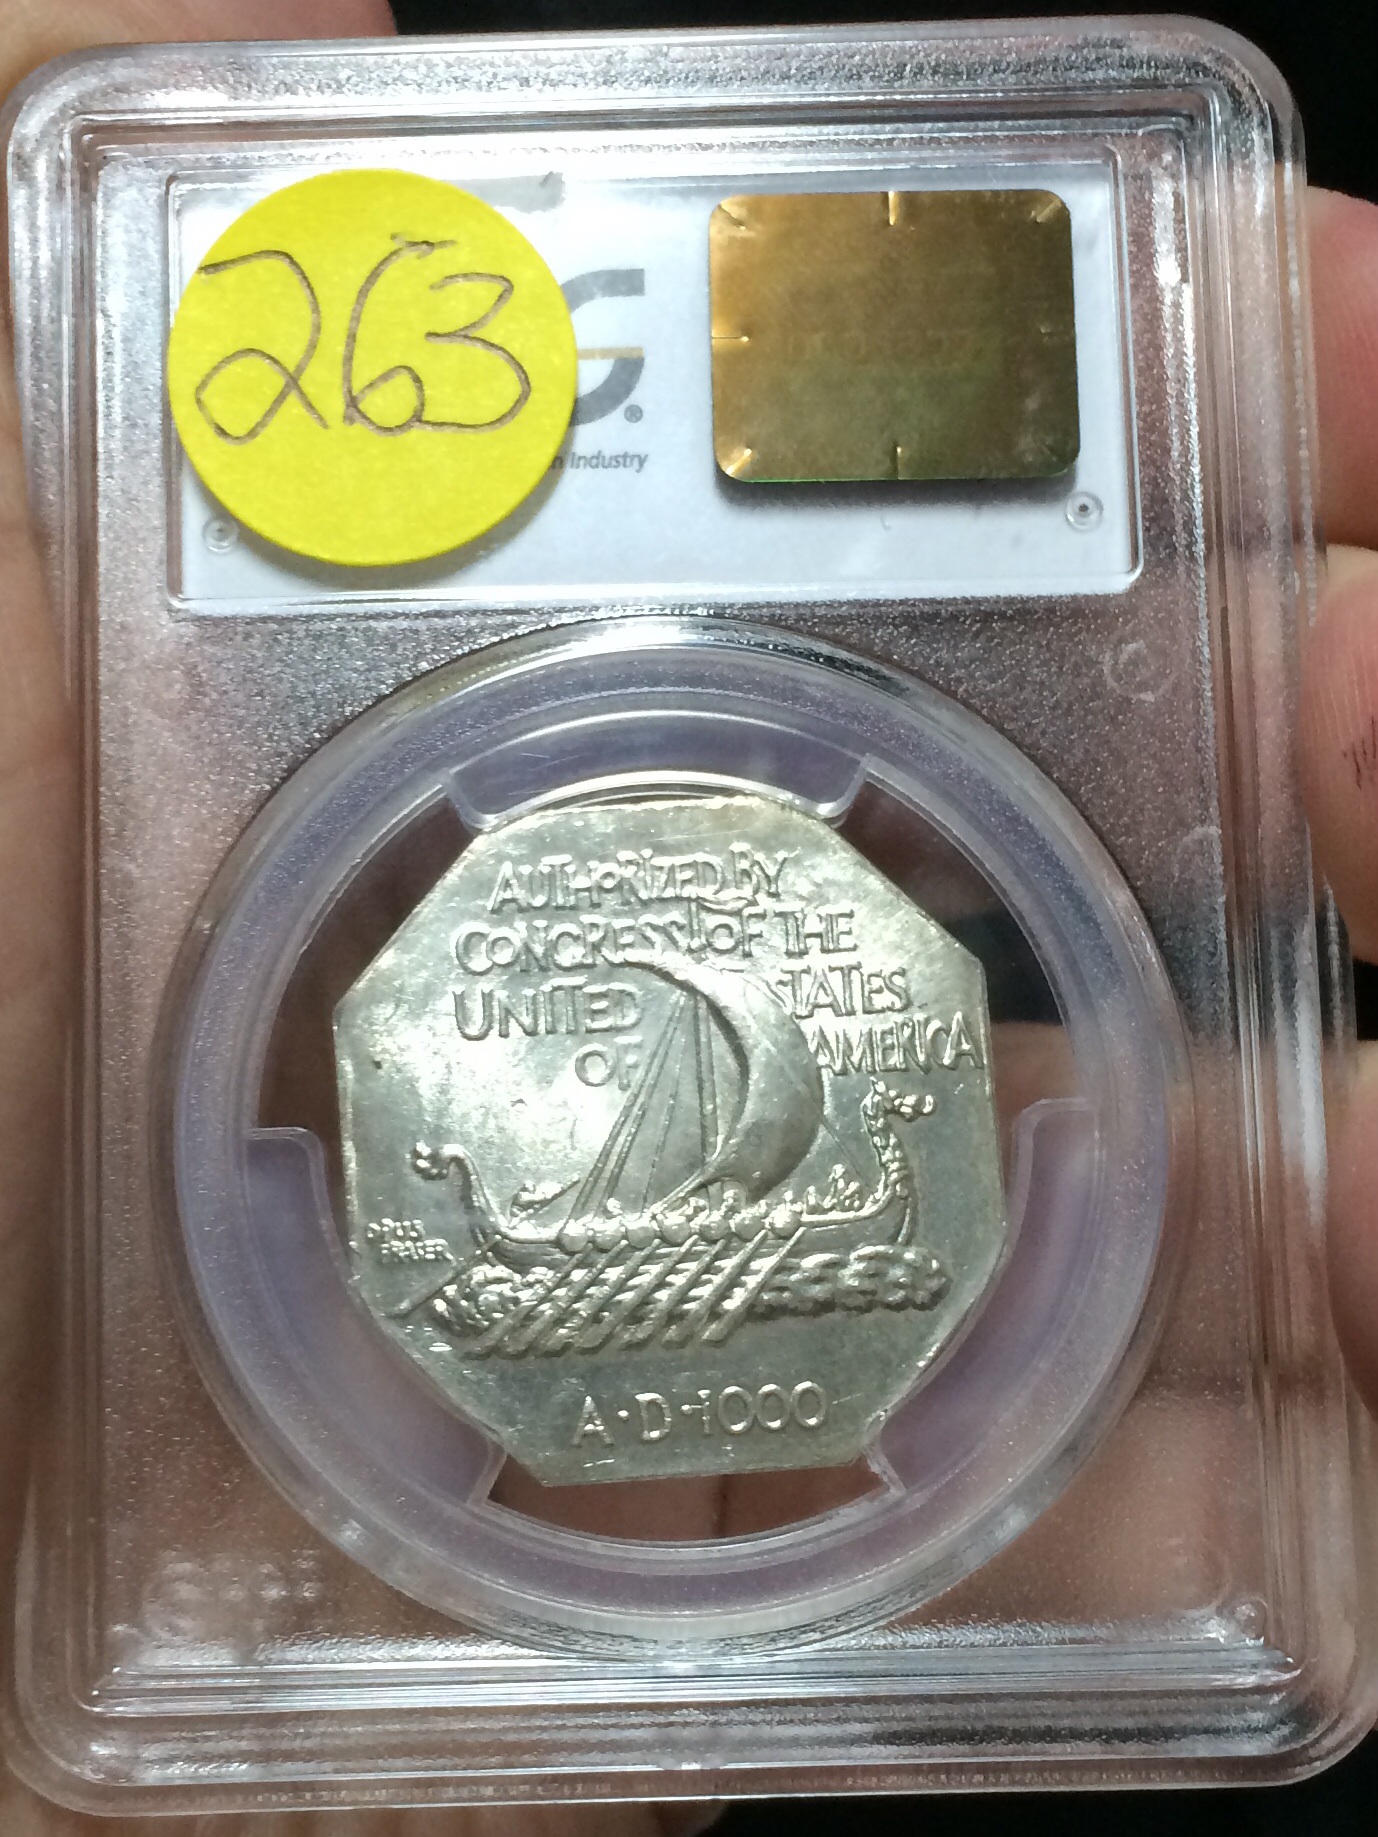 263
G.®
n Industry
AUTHORIZED BY
CONGRESS OF THE
UNITED STATES
OF AMERICA
OPUS
FRASER
A·D·1000